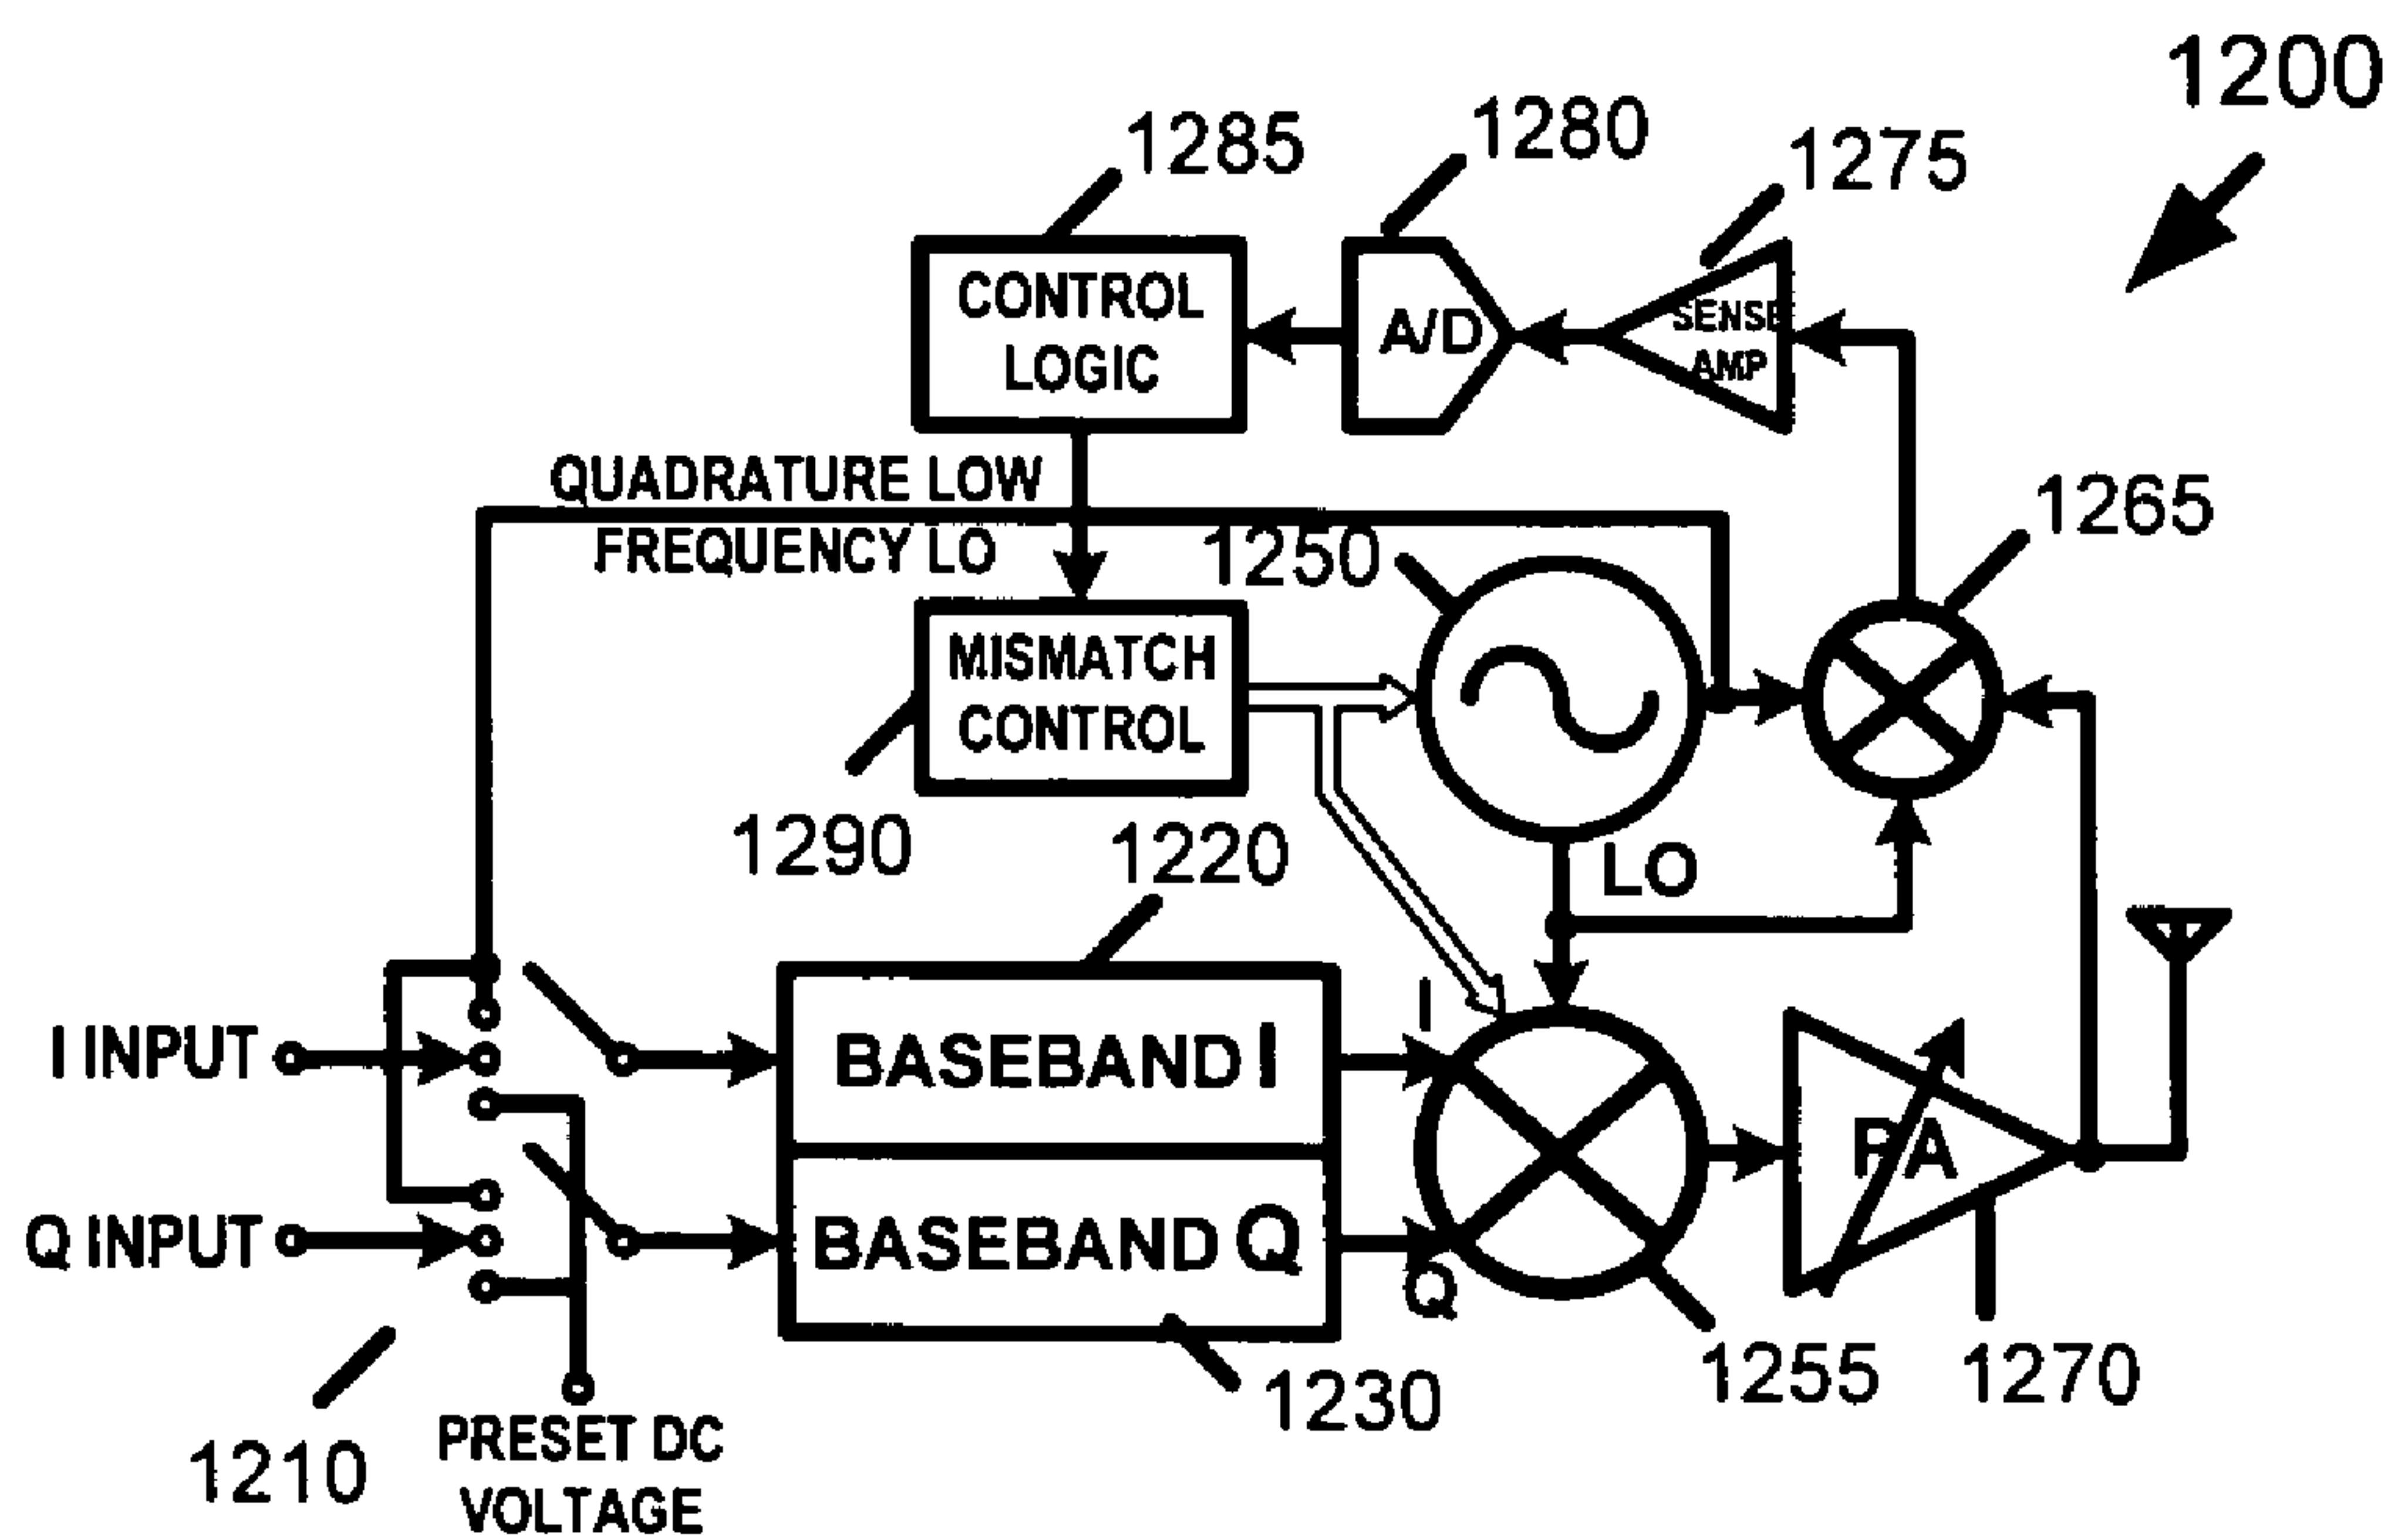 1200
1285
1280
1275
CONTROL
LOGIC
A/D
SENSE
AMP
QUADRATURE LOW
FREQUENCY LO
1250
1265
MISMATCH
CONTROL
1290
1220
LO
I INPUT
BASEBAND I
I
PA
Q INPUT
BASEBAND Q
Q
1210
PRESET DC
VOLTAGE
1230
1255
1270